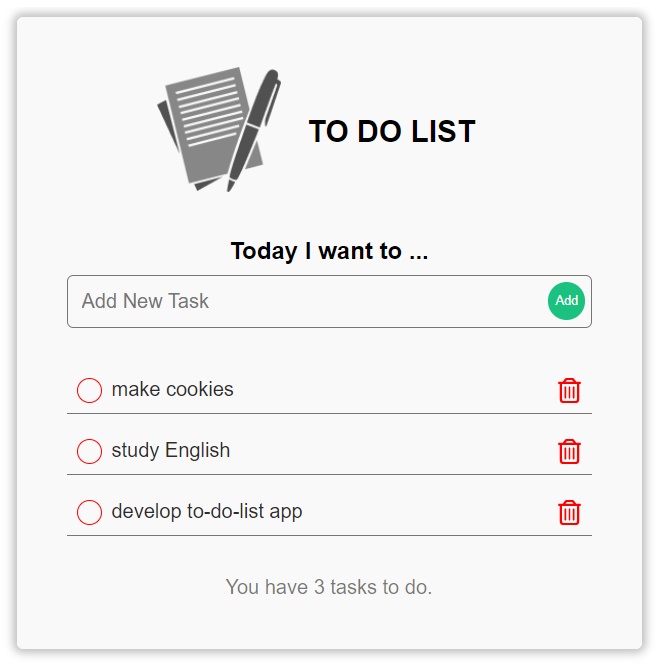 TO DO LIST
Today I want to ...
Add New Task
Add
make cookies
study English
develop to-do-list app
You have 3 tasks to do.